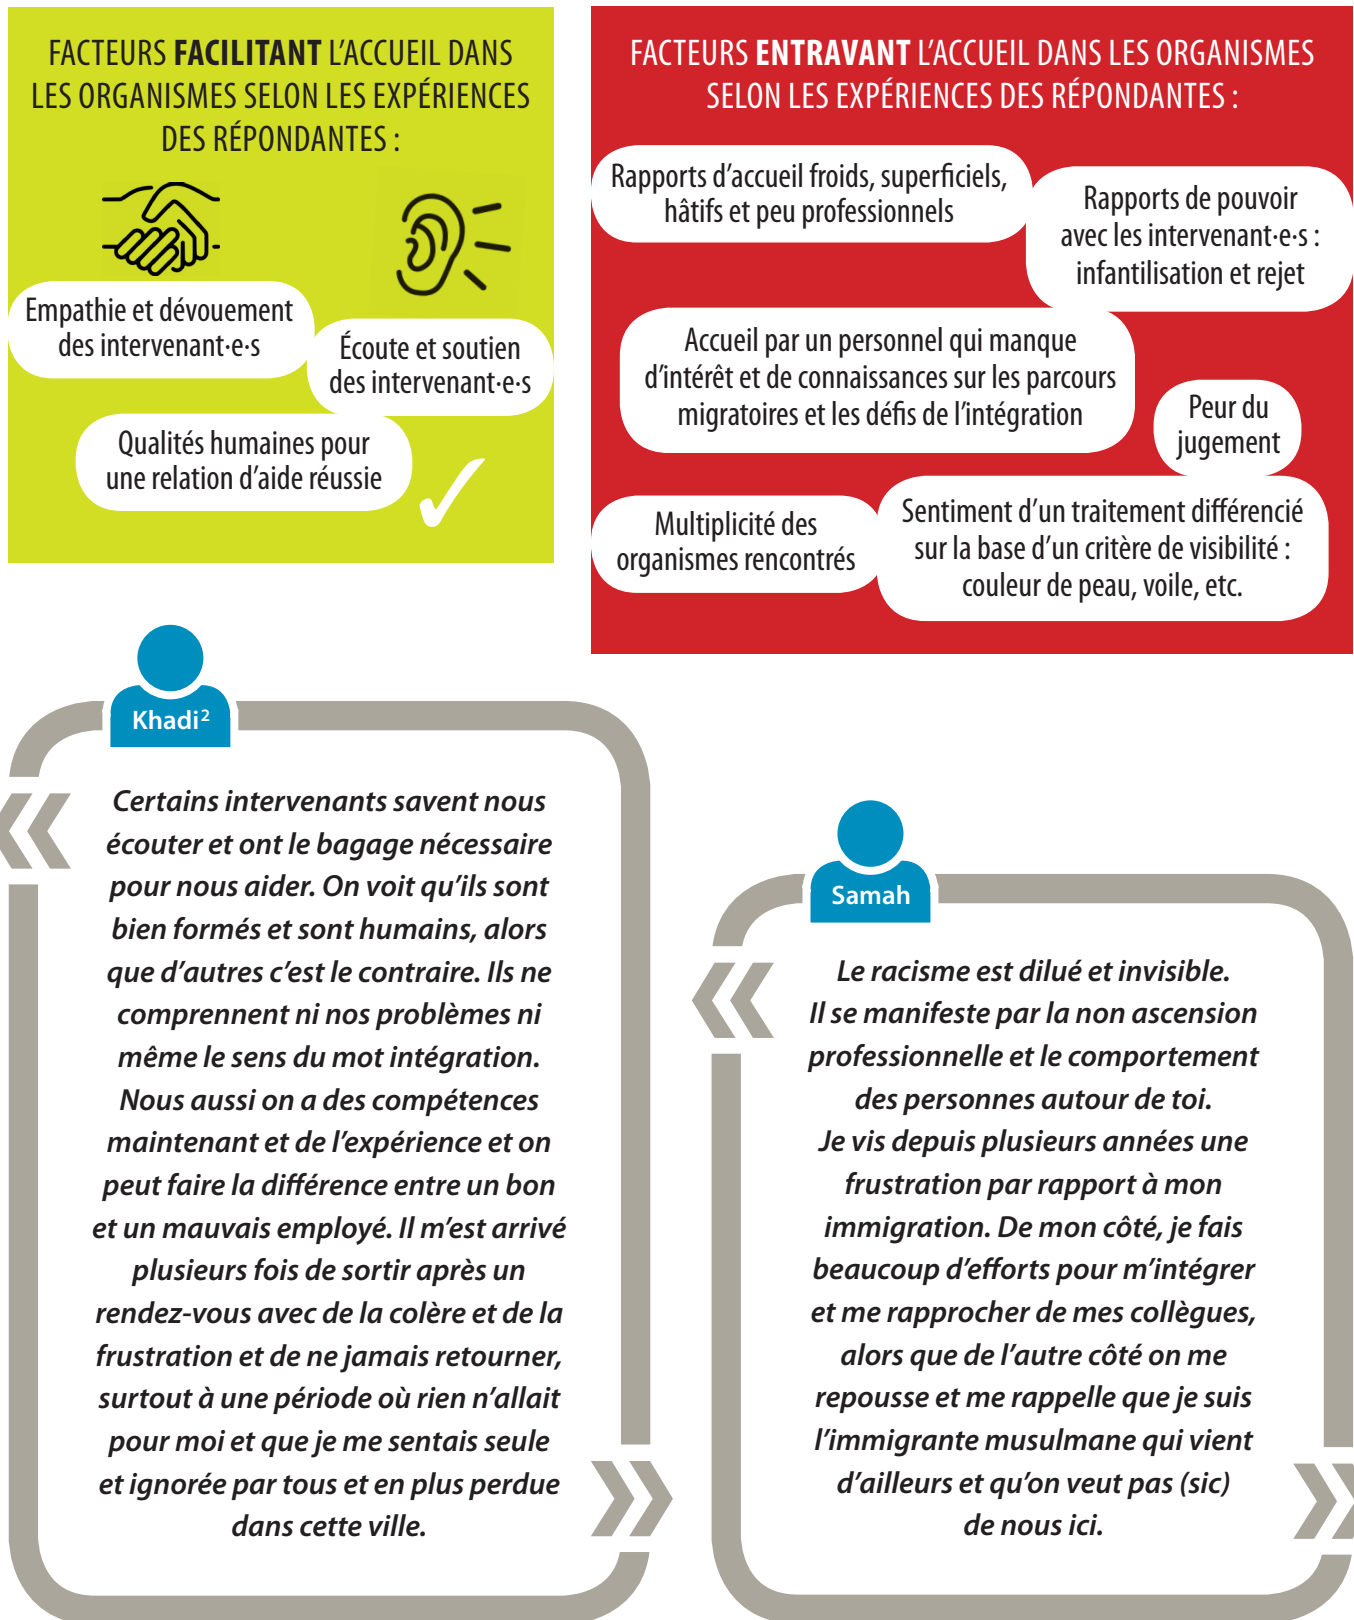 FACTEURS FACILITANT L'ACCUEIL DANS
LES ORGANISMES SELON LES EXPÉRIENCES
DES RÉPONDANTES :
Empathie et dévouement
des intervenant·e·s
Écoute et soutien
des intervenant·e·s
Qualités humaines pour
une relation d'aide réussie
FACTEURS ENTRAVANT L'ACCUEIL DANS LES ORGANISMES
SELON LES EXPÉRIENCES DES RÉPONDANTES :
Rapports d'accueil froids, superficiels,
hâtifs et peu professionnels
Rapports de pouvoir
avec les intervenant·e·s :
infantilisation et rejet
Accueil par un personnel qui manque
d'intérêt et de connaissances sur les parcours
migratoires et les défis de l'intégration
Peur du
jugement
Multiplicité des
organismes rencontrés
Sentiment d'un traitement différencié
sur la base d'un critère de visibilité :
couleur de peau, voile, etc.
Khadi²
«
Certains intervenants savent nous
écouter et ont le bagage nécessaire
pour nous aider. On voit qu'ils sont
bien formés et sont humains, alors
que d'autres c'est le contraire. Ils ne
comprennent ni nos problèmes ni
même le sens du mot intégration.
Nous aussi on a des compétences
maintenant et de l'expérience et on
peut faire la différence entre un bon
et un mauvais employé. Il m'est arrivé
plusieurs fois de sortir après un
rendez-vous avec de la colère et de la
frustration et de ne jamais retourner,
surtout à une période où rien n'allait
pour moi et que je me sentais seule
et ignorée par tous et en plus perdue
dans cette ville.
»
Samah
«
Le racisme est dilué et invisible.
Il se manifeste par la non ascension
professionnelle et le comportement
des personnes autour de toi.
Je vis depuis plusieurs années une
frustration par rapport à mon
immigration. De mon côté, je fais
beaucoup d'efforts pour m'intégrer
et me rapprocher de mes collègues,
alors que de l'autre côté on me
repousse et me rappelle que je suis
l'immigrante musulmane qui vient
d'ailleurs et qu'on veut pas (sic)
de nous ici.
»